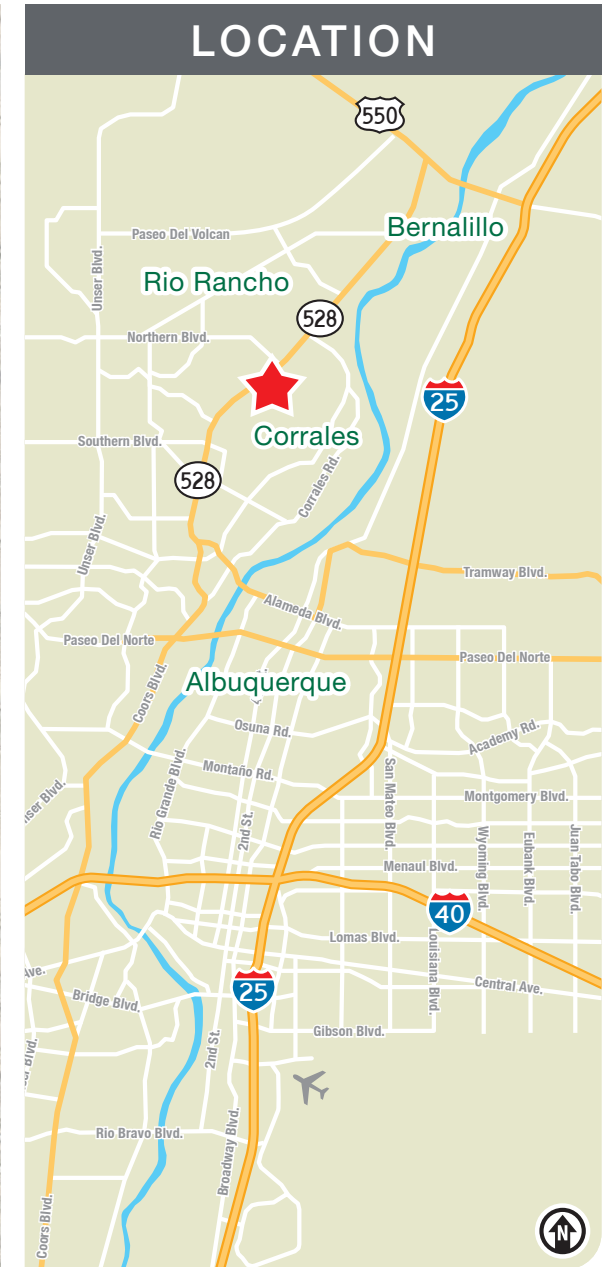 LOCATION
550
Paseo Del Volcan
Bernalillo
Unser Blvd.
Rio Rancho
528
Northern Blvd.
25
Corrales
Southern Blvd.
Corrales Rd.
528
Unser Blvd.
Tramway Blvd.
Alameda Blvd.
Paseo Del Norte
Paseo Del Norte
Albuquerque
Coors Blvd.
Osuna Rd.
Academy Rd.
Montaño Rd.
San Mateo Blvd.
Rio Grande Blvd.
Montgomery Blvd.
2nd St.
Wyoming Blvd.
Eubank Blvd.
Juan Tabo Blvd.
Menaul Blvd.
40
Lomas Blvd.
Louisiana Blvd.
Ave.
Central Ave.
25
Bridge Blvd.
Gibson Blvd.
2nd St.
Blvd.
Rio Bravo Blvd.
Broadway Blvd.
Coors Blvd.
N